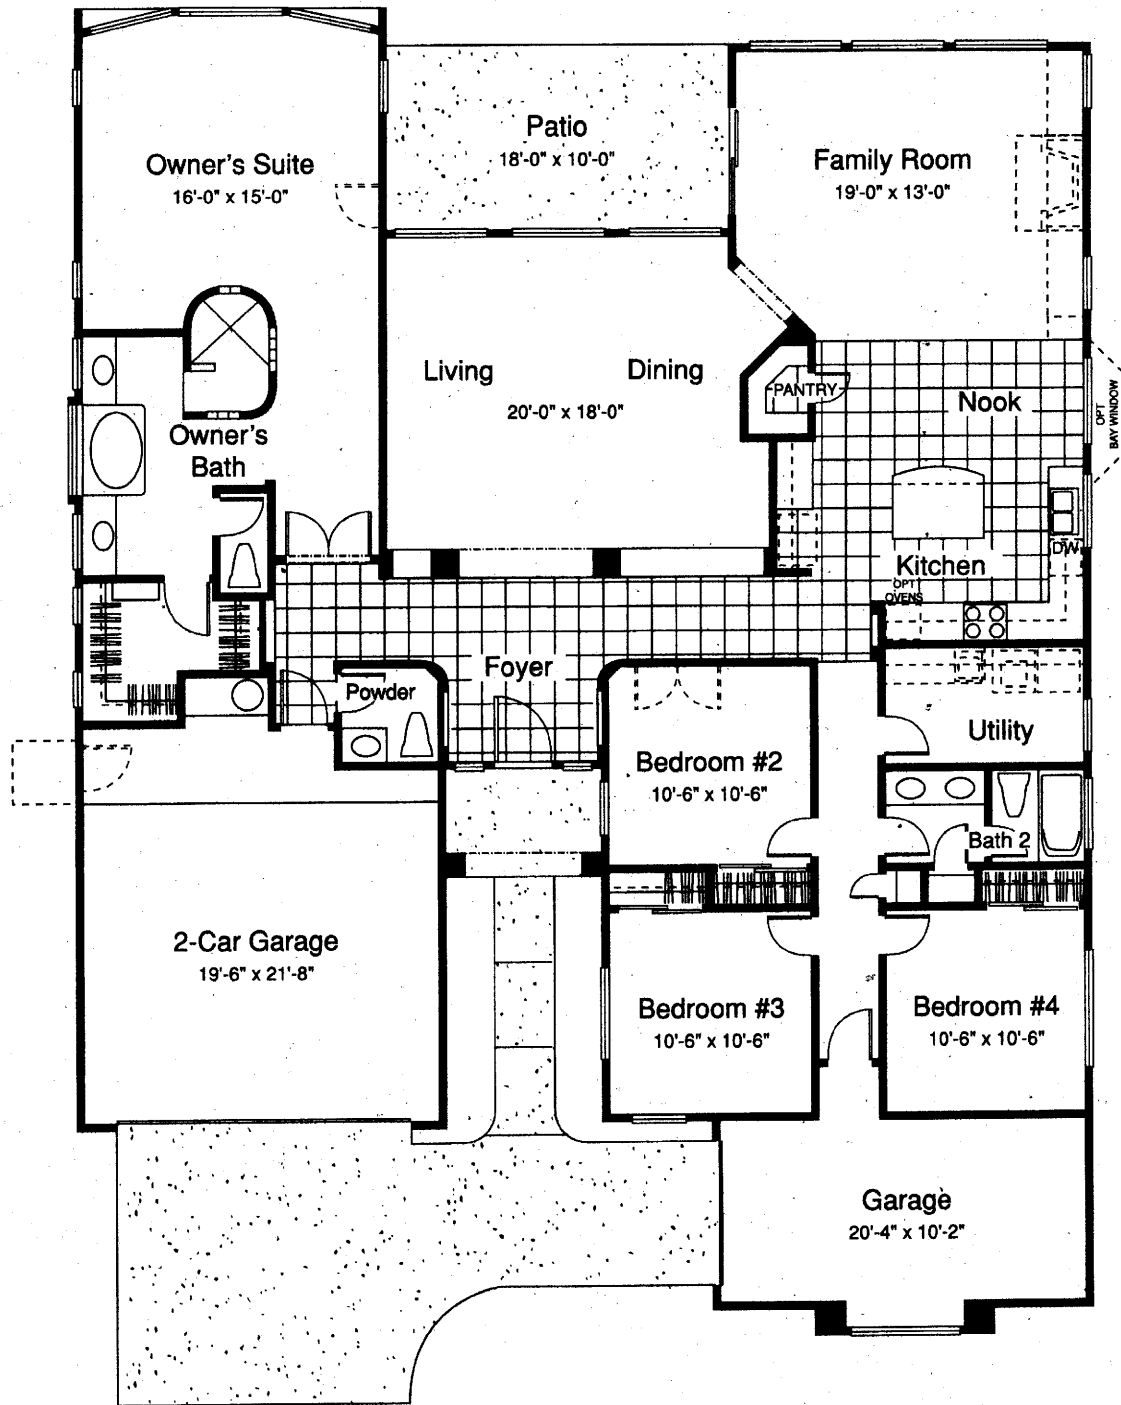 Patio
18'-0" x 10'-0"
Owner's Suite
16'-0" x 15'-0"
Family Room
19'-0" x 13'-0"
Living
Dining
20'-0" x 18'-0"
PANTRY
Nook
OPT
BAY WINDOW
Owner's
Bath
DW
Kitchen
OPT
OVENS
Foyer
Powder
Utility
Bedroom #2
10'-6" x 10'-6"
Bath 2
2-Car Garage
19'-6" x 21'-8"
Bedroom #3
10'-6" x 10'-6"
Bedroom #4
10'-6" x 10'-6"
Garage
20'-4" x 10'-2"